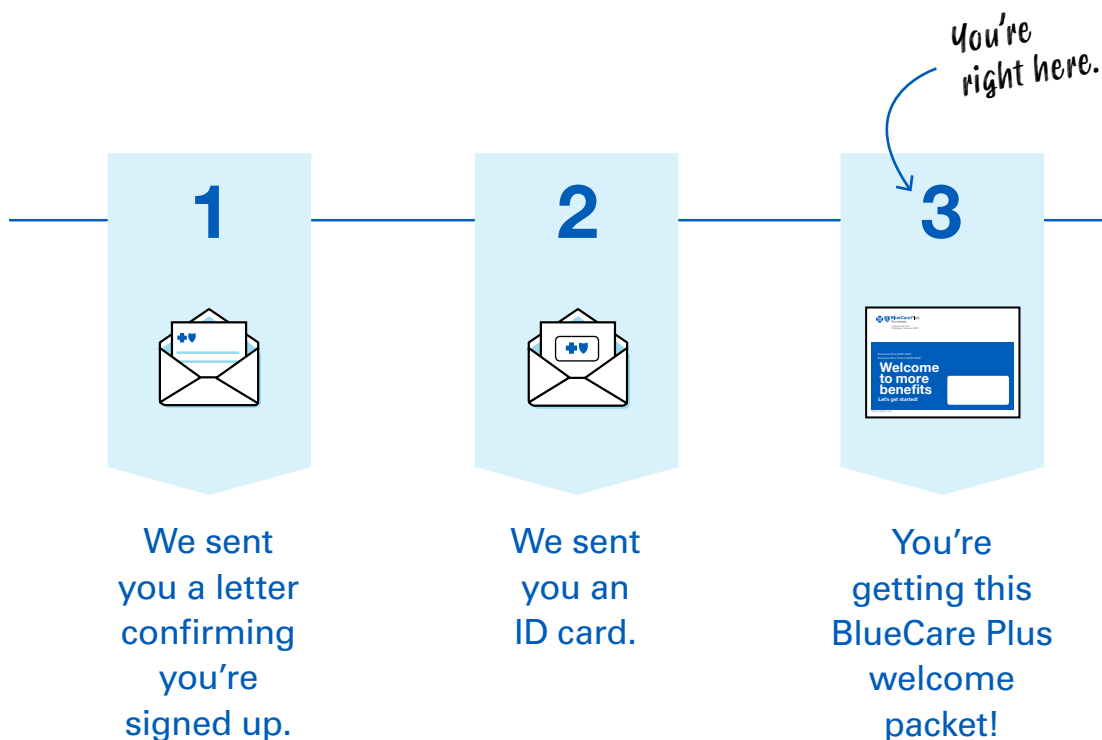 You're
right here.
1
2
3
BlueCarePlus
Welcome
to more
benefits
Let's get started!
We sent
you a letter
confirming
you're
signed up.
We sent
you an
ID card.
You're
getting this
BlueCare Plus
welcome
packet!